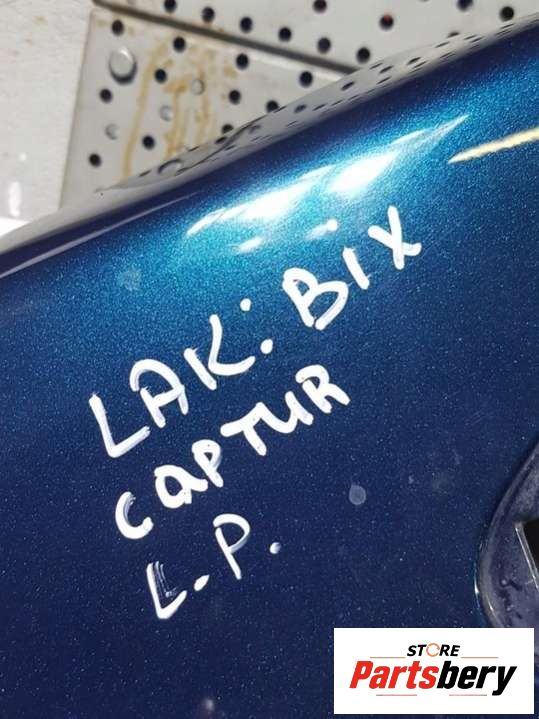 LAK: BIX
CAPTUR
L.P.
STORE
Partsbery